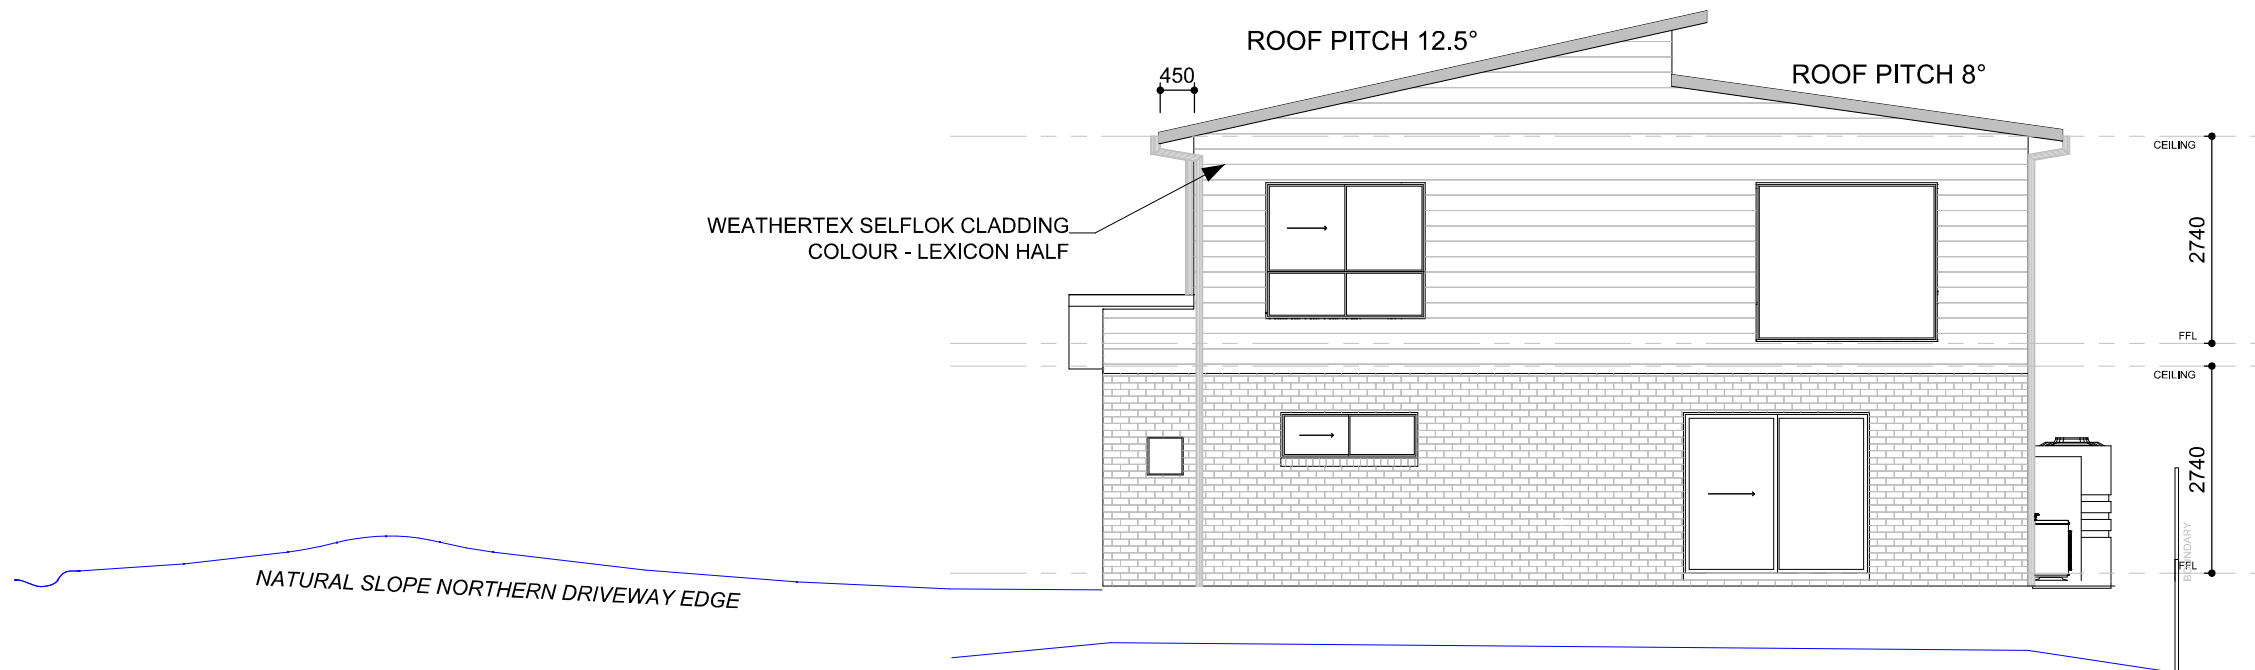 ROOF PITCH 12.5°
ROOF PITCH 8°
450
CEILING
WEATHERTEX SELFLOK CLADDING
COLOUR - LEXICON HALF
2740
FFL
CEILING
2740
BOUNDARY
FFL
NATURAL SLOPE NORTHERN DRIVEWAY EDGE